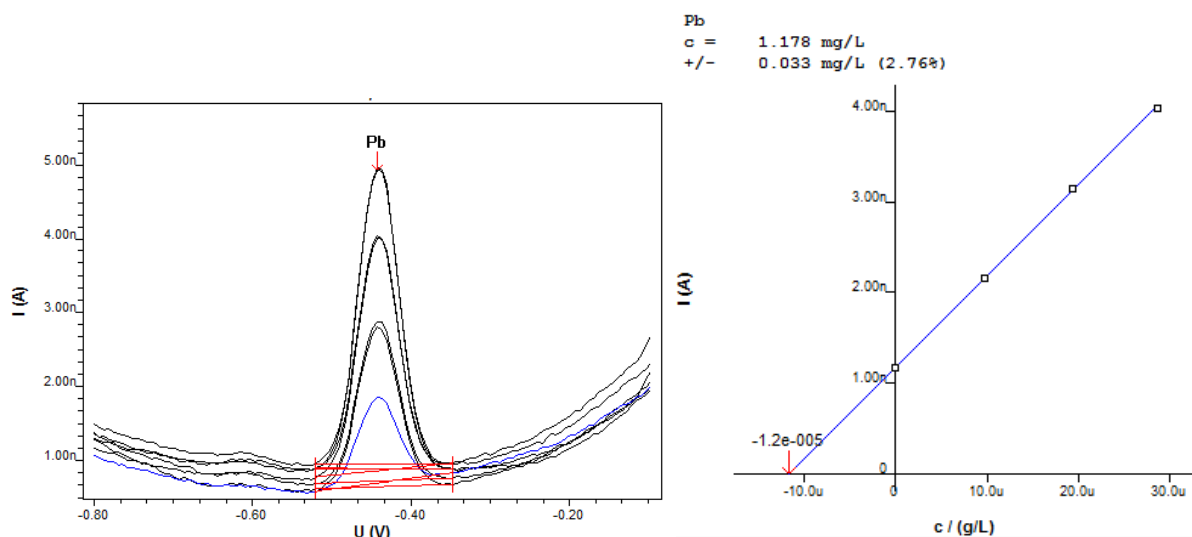 Pb
c = 1.178 mg/L
+/- 0.033 mg/L (2.76%)
Pb
5.00n
4.00n
3.00n
2.00n
1.00n
I (A)
-0.80
-0.60
-0.40
-0.20
U (V)
4.00n
3.00n
2.00n
1.00n
0
I (A)
-1.2e-005
-10.0u
0
10.0u
20.0u
30.0u
c / (g/L)